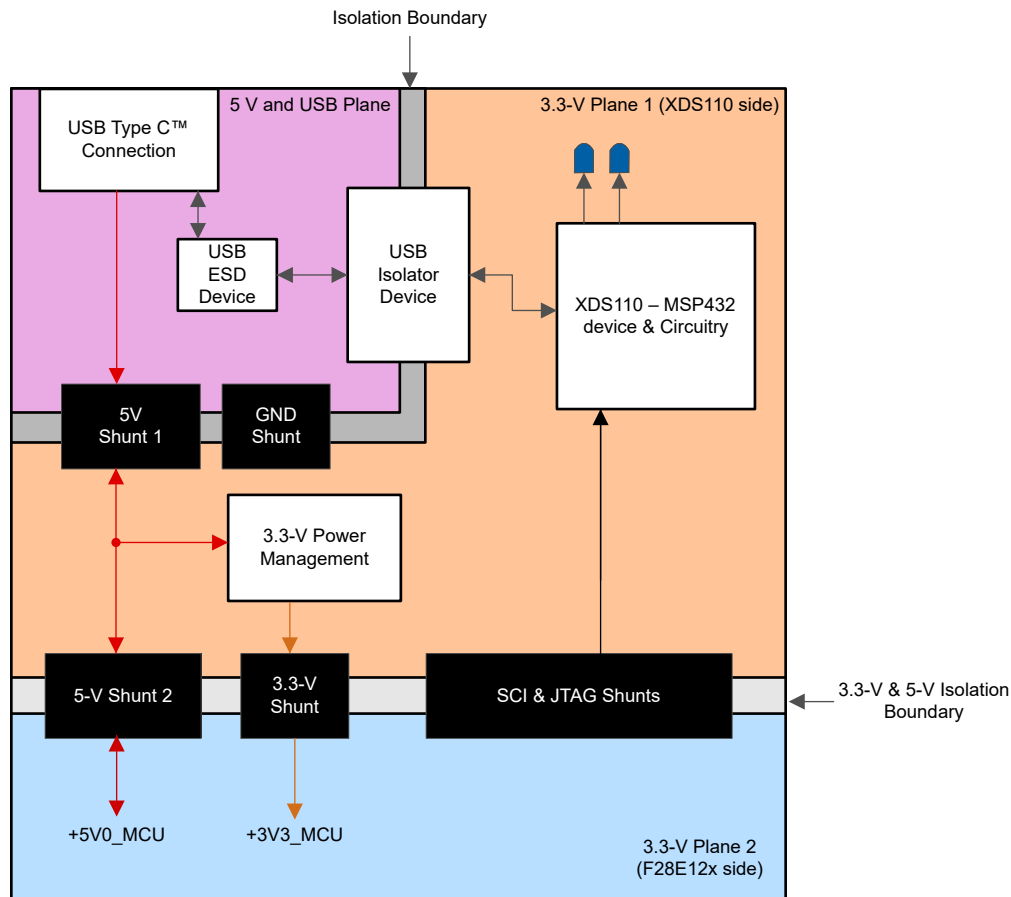 Isolation Boundary
5 V and USB Plane
3.3-V Plane 1 (XDS110 side)
USB Type C™
Connection
USB
ESD
Device
USB
Isolator
Device
XDS110 – MSP432
device & Circuitry
5V
Shunt 1
GND
Shunt
3.3-V Power
Management
5-V Shunt 2
3.3-V
Shunt
SCI & JTAG Shunts
3.3-V & 5-V Isolation
Boundary
+5V0_MCU
+3V3_MCU
3.3-V Plane 2
(F28E12x side)